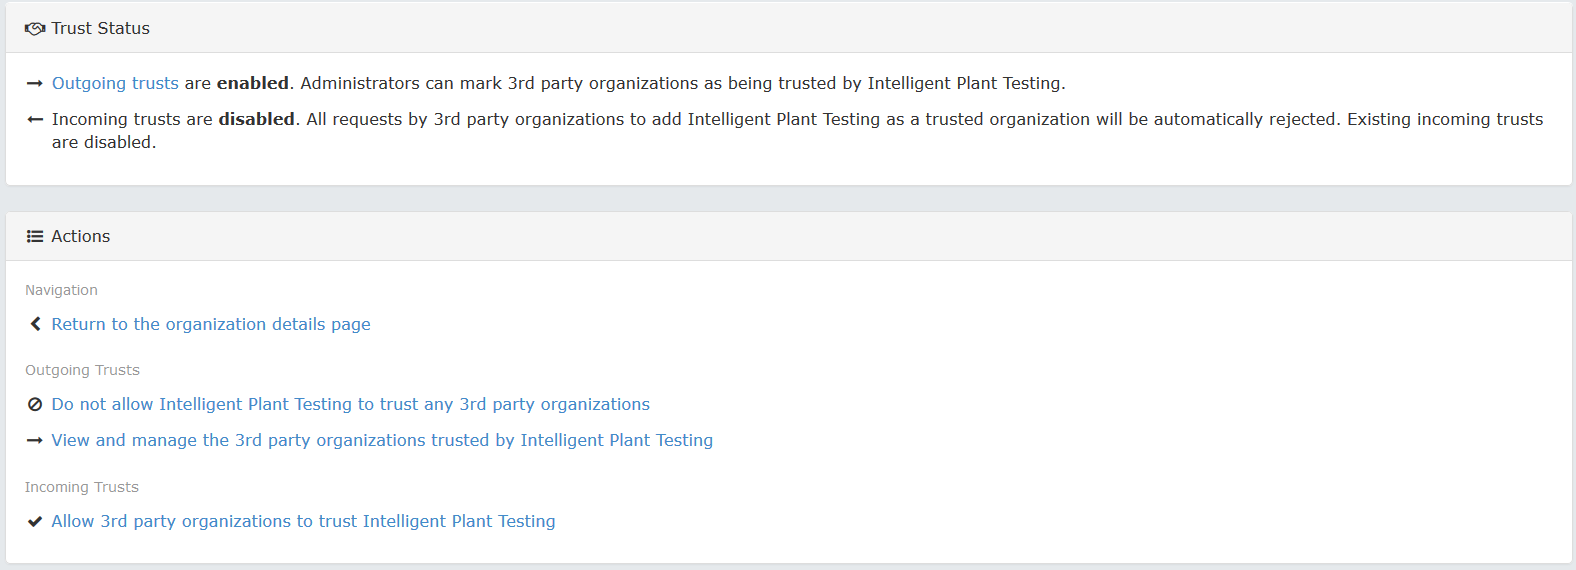 Trust Status
Outgoing trusts are enabled. Administrators can mark 3rd party organizations as being trusted by Intelligent Plant Testing.
Incoming trusts are disabled. All requests by 3rd party organizations to add Intelligent Plant Testing as a trusted organization will be automatically rejected. Existing incoming trusts
are disabled.
Actions
Navigation
Return to the organization details page
Outgoing Trusts
Do not allow Intelligent Plant Testing to trust any 3rd party organizations
View and manage the 3rd party organizations trusted by Intelligent Plant Testing
Incoming Trusts
Allow 3rd party organizations to trust Intelligent Plant Testing